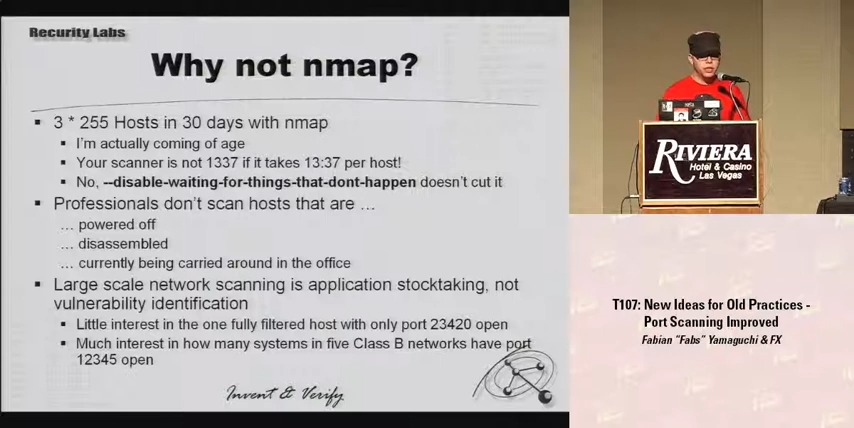 Recurity Labs
Why not nmap?
3 * 255 Hosts in 30 days with nmap
I'm actually coming of age
Your scanner is not 1337 if it takes 13:37 per host!
No, --disable-waiting-for-things-that-dont-happen doesn't cut it
Professionals don't scan hosts that are …
… powered off
… disassembled
… currently being carried around in the office
Large scale network scanning is application stocktaking, not
vulnerability identification
Little interest in the one fully filtered host with only port 23420 open
Much interest in how many systems in five Class B networks have port
12345 open
Invent & Verify
RIVIERA
Hotel & Casino
Las Vegas
T107: New Ideas for Old Practices -
Port Scanning Improved
Fabian "Fabs" Yamaguchi & FX